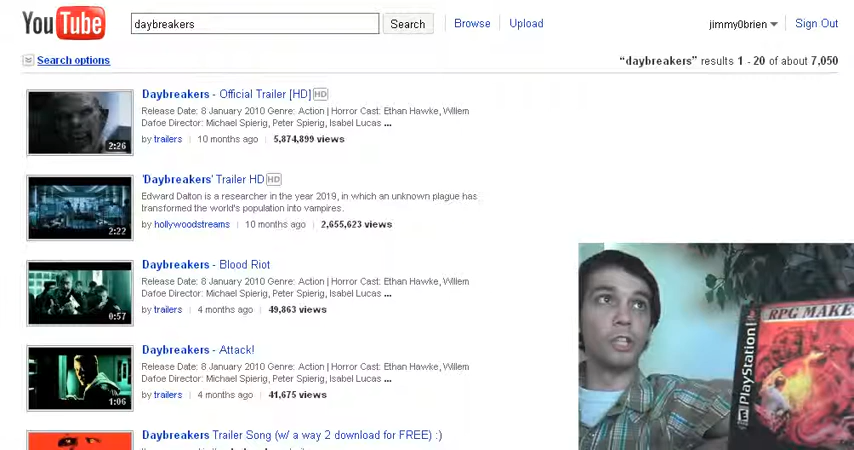 YouTube
daybreakers
Search
Browse
Upload
jimmy0brien
Sign Out
Search options
“daybreakers” results 1 - 20 of about 7,050
Daybreakers - Official Trailer [HD] HD
Release Date: 8 January 2010 Genre: Action | Horror Cast: Ethan Hawke, Willem
Dafoe Director: Michael Spierig, Peter Spierig, Isabel Lucas ...
by trailers | 10 months ago | 5,874,899 views
2:26
'Daybreakers' Trailer HD HD
Edward Dalton is a researcher in the year 2019, in which an unknown plague has
transformed the world's population into vampires.
by hollywoodstreams | 10 months ago | 2,655,623 views
2:22
Daybreakers - Blood Riot
Release Date: 8 January 2010 Genre: Action | Horror Cast: Ethan Hawke, Willem
Dafoe Director: Michael Spierig, Peter Spierig, Isabel Lucas ...
by trailers | 4 months ago | 49,863 views
0:57
Daybreakers - Attack!
Release Date: 8 January 2010 Genre: Action | Horror Cast: Ethan Hawke, Willem
Dafoe Director: Michael Spierig, Peter Spierig, Isabel Lucas ...
by trailers | 4 months ago | 41,675 views
1:06
Daybreakers Trailer Song (w/ a way 2 download for FREE) :)
RPG MAKE
PlayStation